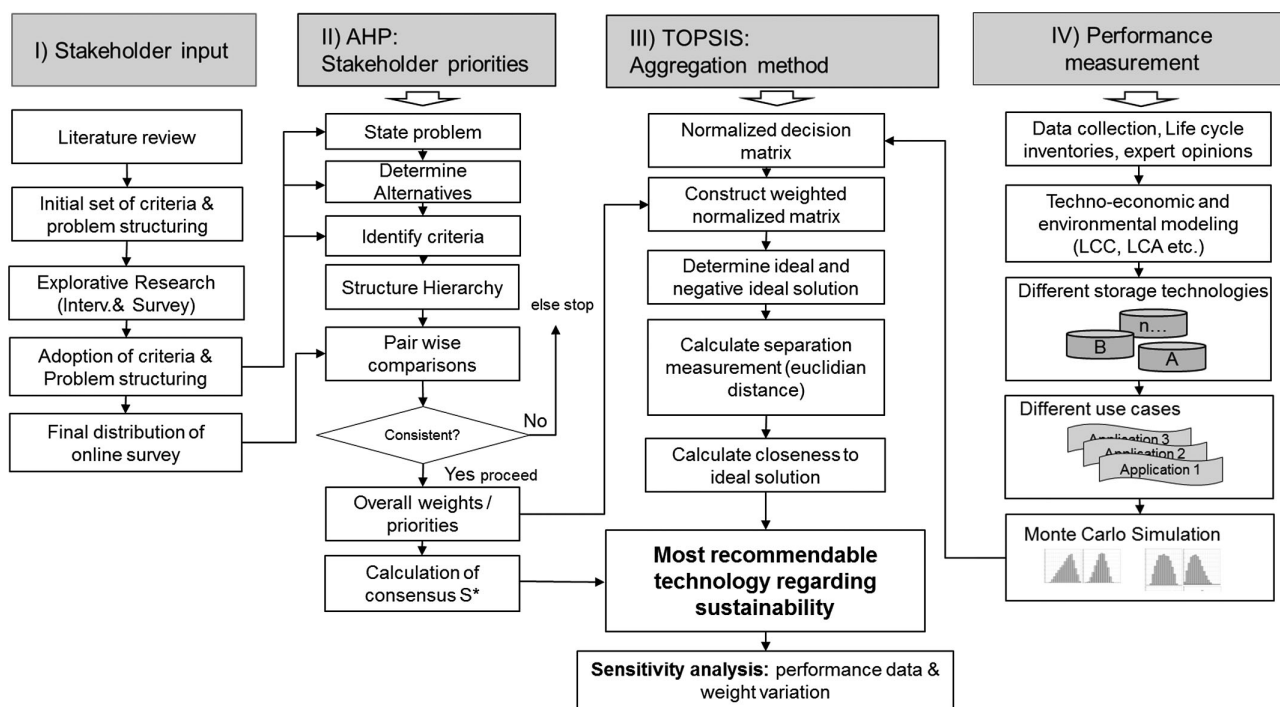 I) Stakeholder input
Literature review
Initial set of criteria &
problem structuring
Explorative Research
(Interv.& Survey)
Adoption of criteria &
Problem structuring
Final distribution of
online survey
II) AHP:
Stakeholder priorities
State problem
Determine
Alternatives
Identify criteria
Structure Hierarchy
else stop
Pair wise
comparisons
No
Consistent?
Yes proceed
Overall weights /
priorities
Calculation of
consensus S*
III) TOPSIS:
Aggregation method
Normalized decision
matrix
Construct weighted
normalized matrix
Determine ideal and
negative ideal solution
Calculate separation
measurement (euclidian
distance)
Calculate closeness to
ideal solution
Most recommendable
technology regarding
sustainability
Sensitivity analysis: performance data &
weight variation
IV) Performance
measurement
Data collection, Life cycle
inventories, expert opinions
Techno-economic and
environmental modeling
(LCC, LCA etc.)
Different storage technologies
n...
B
A
Different use cases
Application 3
Application 2
Application 1
Monte Carlo Simulation